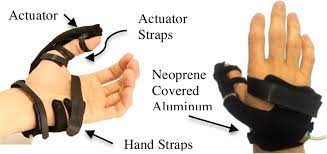 Actuator
Actuator
Straps
Neoprene
Covered
Aluminum
Hand Straps